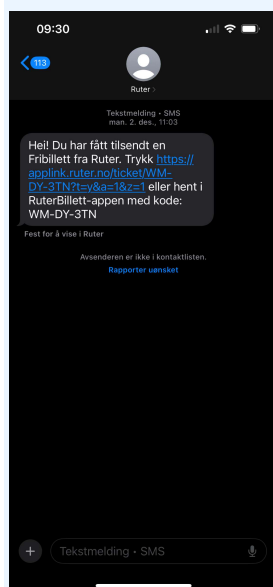 09:30
113
Ruter
Tekstmelding • SMS
man. 2. des., 11:03
Hei! Du har fått tilsendt en
Fribillett fra Ruter. Trykk https://
applink.ruter.no/ticket/WM-
DY-3TN?t=y&a=1&z=1 eller hent i
RuterBillett-appen med kode:
WM-DY-3TN
Fest for å vise i Ruter
Avsenderen er ikke i kontaktlisten.
Rapporter uønsket
Tekstmelding • SMS